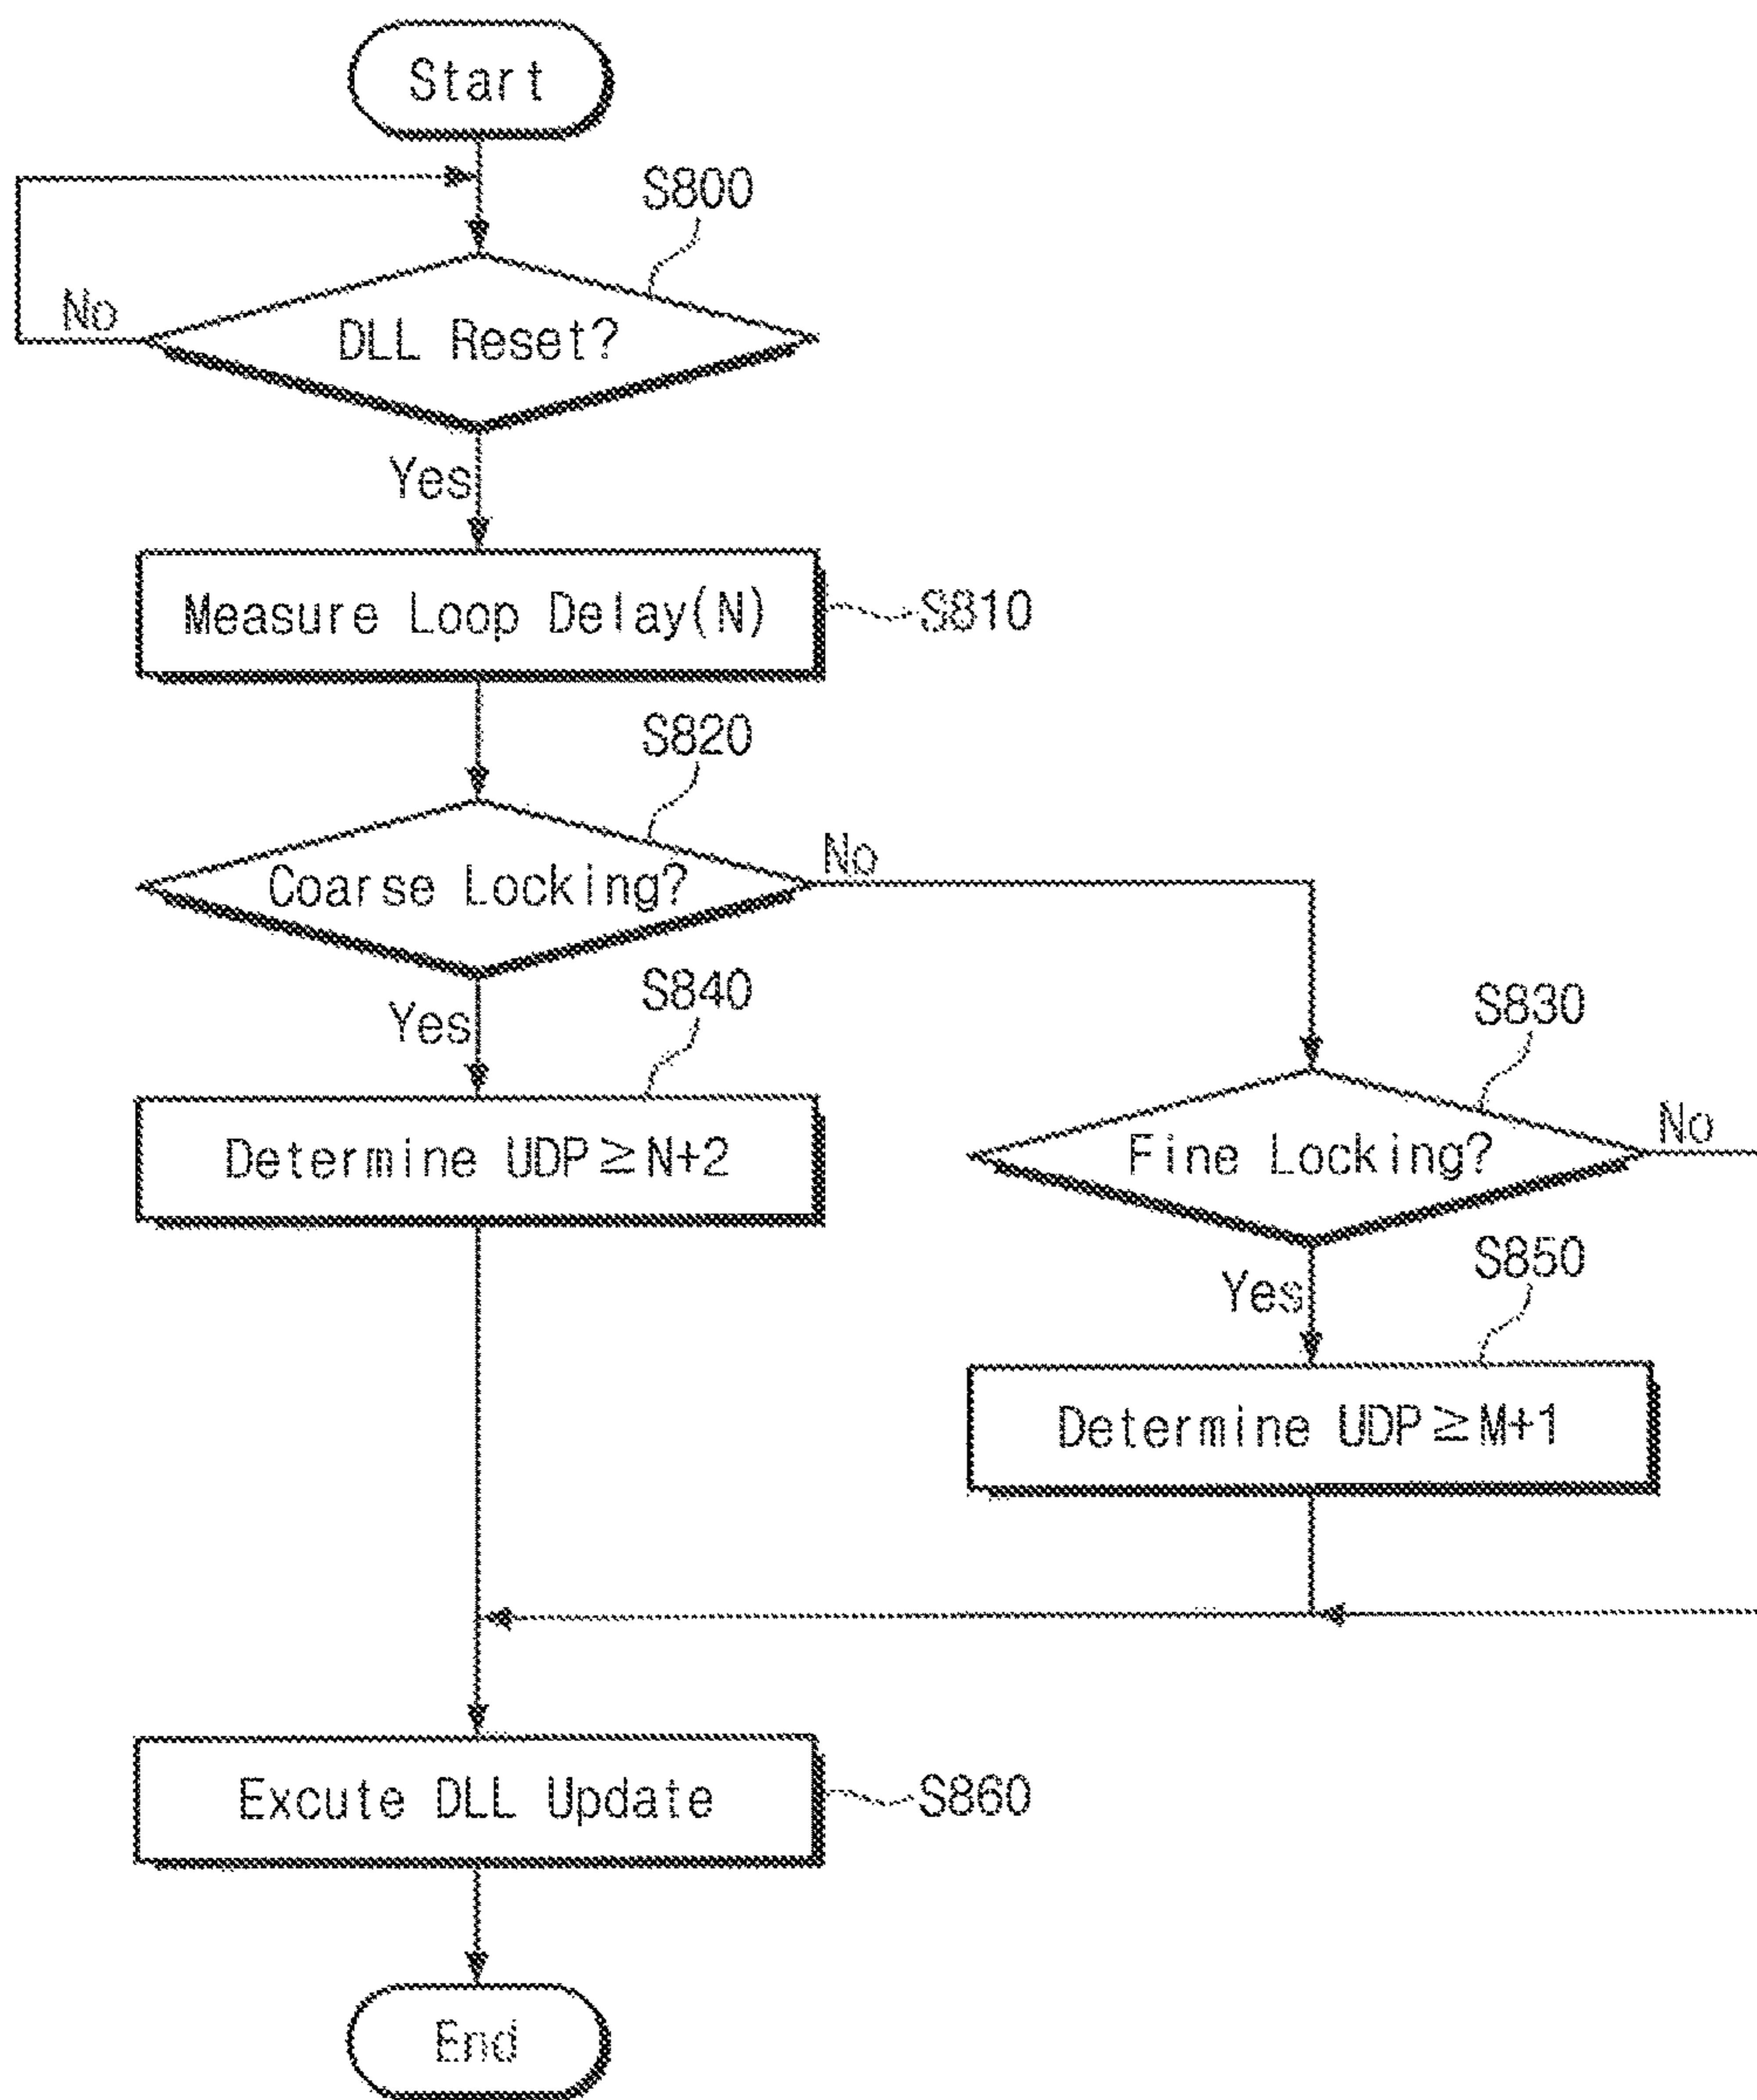 Start
S800
No
DLL Reset?
Yes
Measure Loop Delay(N)
S810
S820
No
Coarse Locking?
S840
Yes
S830
No
Determine UDP≥N+2
Fine Locking?
S850
Yes
Determine UDP≥M+1
Excute DLL Update
S860
End